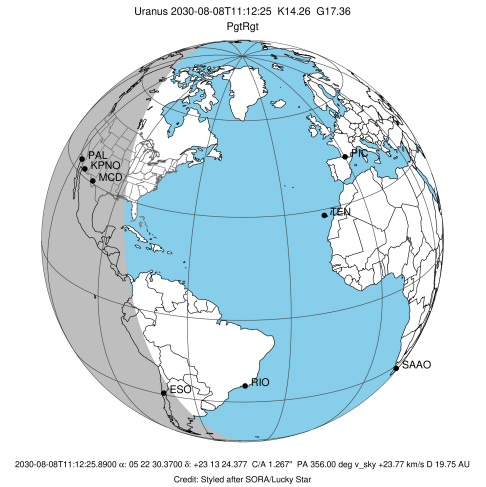 Uranus 2030-08-08T11:12:25 K14.26 G17.36
PgtRgt
PIC
PAL
KPNO
MCD
TEN
SAAO
RIO
ESO
2030-08-08T11:12:25.8900 α: 05 22 30.3700 δ: +23 13 24.377 C/A 1.267" PA 356.00 deg v_sky +23.77 km/s D 19.75 AU
Credit: Styled after SORA/Lucky Star